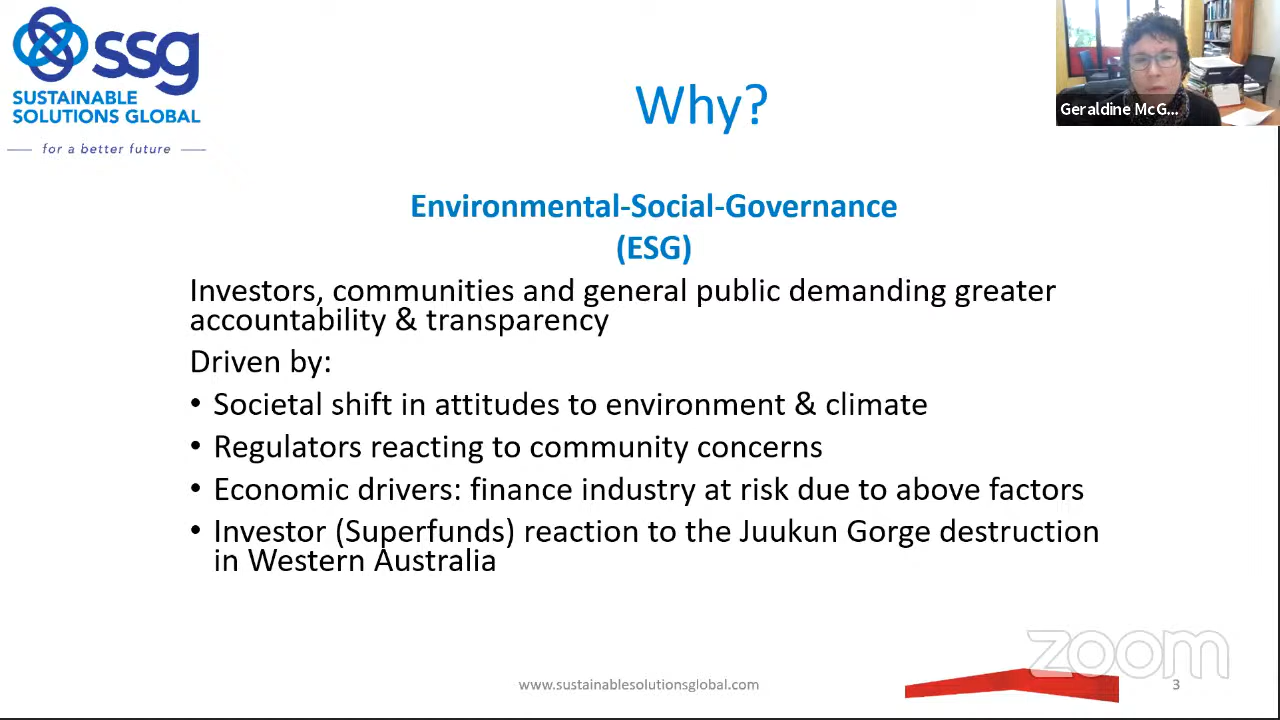 ssg
SUSTAINABLE
SOLUTIONS GLOBAL
for a better future
Why?
Geraldine McG...
Environmental-Social-Governance
(ESG)
Investors, communities and general public demanding greater
accountability & transparency
Driven by:
• Societal shift in attitudes to environment & climate
• Regulators reacting to community concerns
• Economic drivers: finance industry at risk due to above factors
• Investor (Superfunds) reaction to the Juukun Gorge destruction
in Western Australia
zoom
www.sustainablesolutionsglobal.com
3